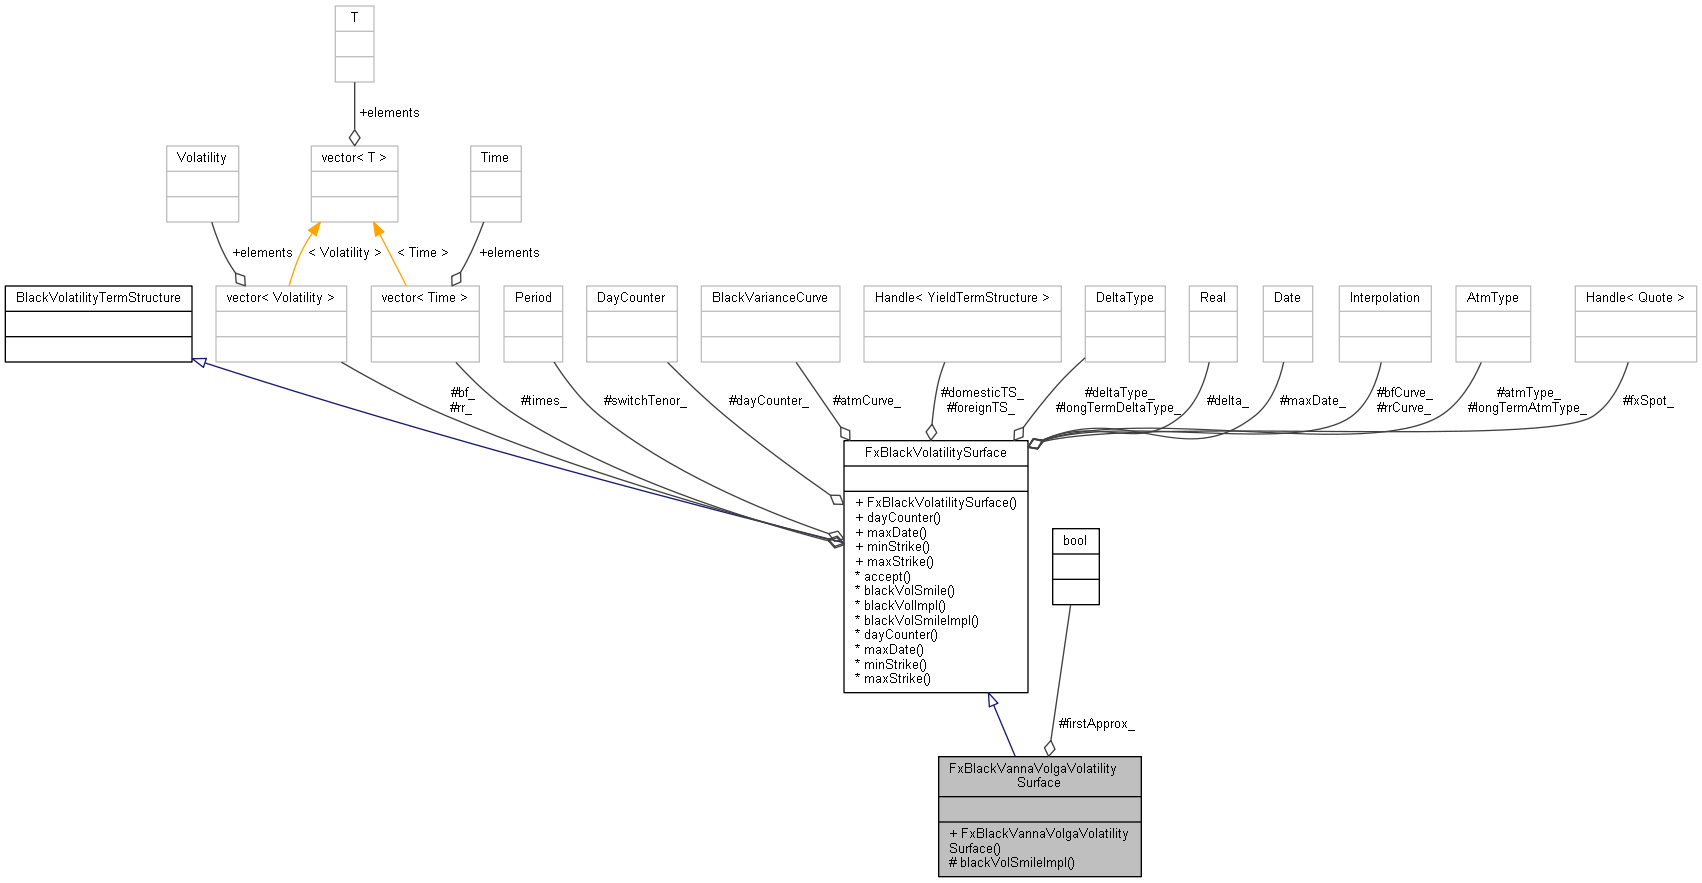 T
+elements
Volatility
vector< T >
Time
+elements
< Volatility >
< Time >
+elements
BlackVolatilityTermStructure
vector< Volatility >
vector< Time >
Period
DayCounter
BlackVarianceCurve
Handle< YieldTermStructure >
DeltaType
Real
Date
Interpolation
AtmType
Handle< Quote >
#bf_
#rr_
#times_
#switchTenor_
#dayCounter_
#atmCurve_
#domesticTS_
#foreignTS_
#deltaType_
#longTermDeltaType_
#delta_
#maxDate_
#bfCurve_
#rrCurve_
#atmType_
#longTermAtmType_
#fxSpot_
FxBlackVolatilitySurface
+ FxBlackVolatilitySurface()
+ dayCounter()
+ maxDate()
+ minStrike()
+ maxStrike()
* accept()
* blackVolSmile()
* blackVolImpl()
* blackVolSmileImpl()
* dayCounter()
* maxDate()
* minStrike()
* maxStrike()
bool
#firstApprox_
FxBlackVannaVolgaVolatility
Surface
+ FxBlackVannaVolgaVolatility
Surface()
# blackVolSmileImpl()